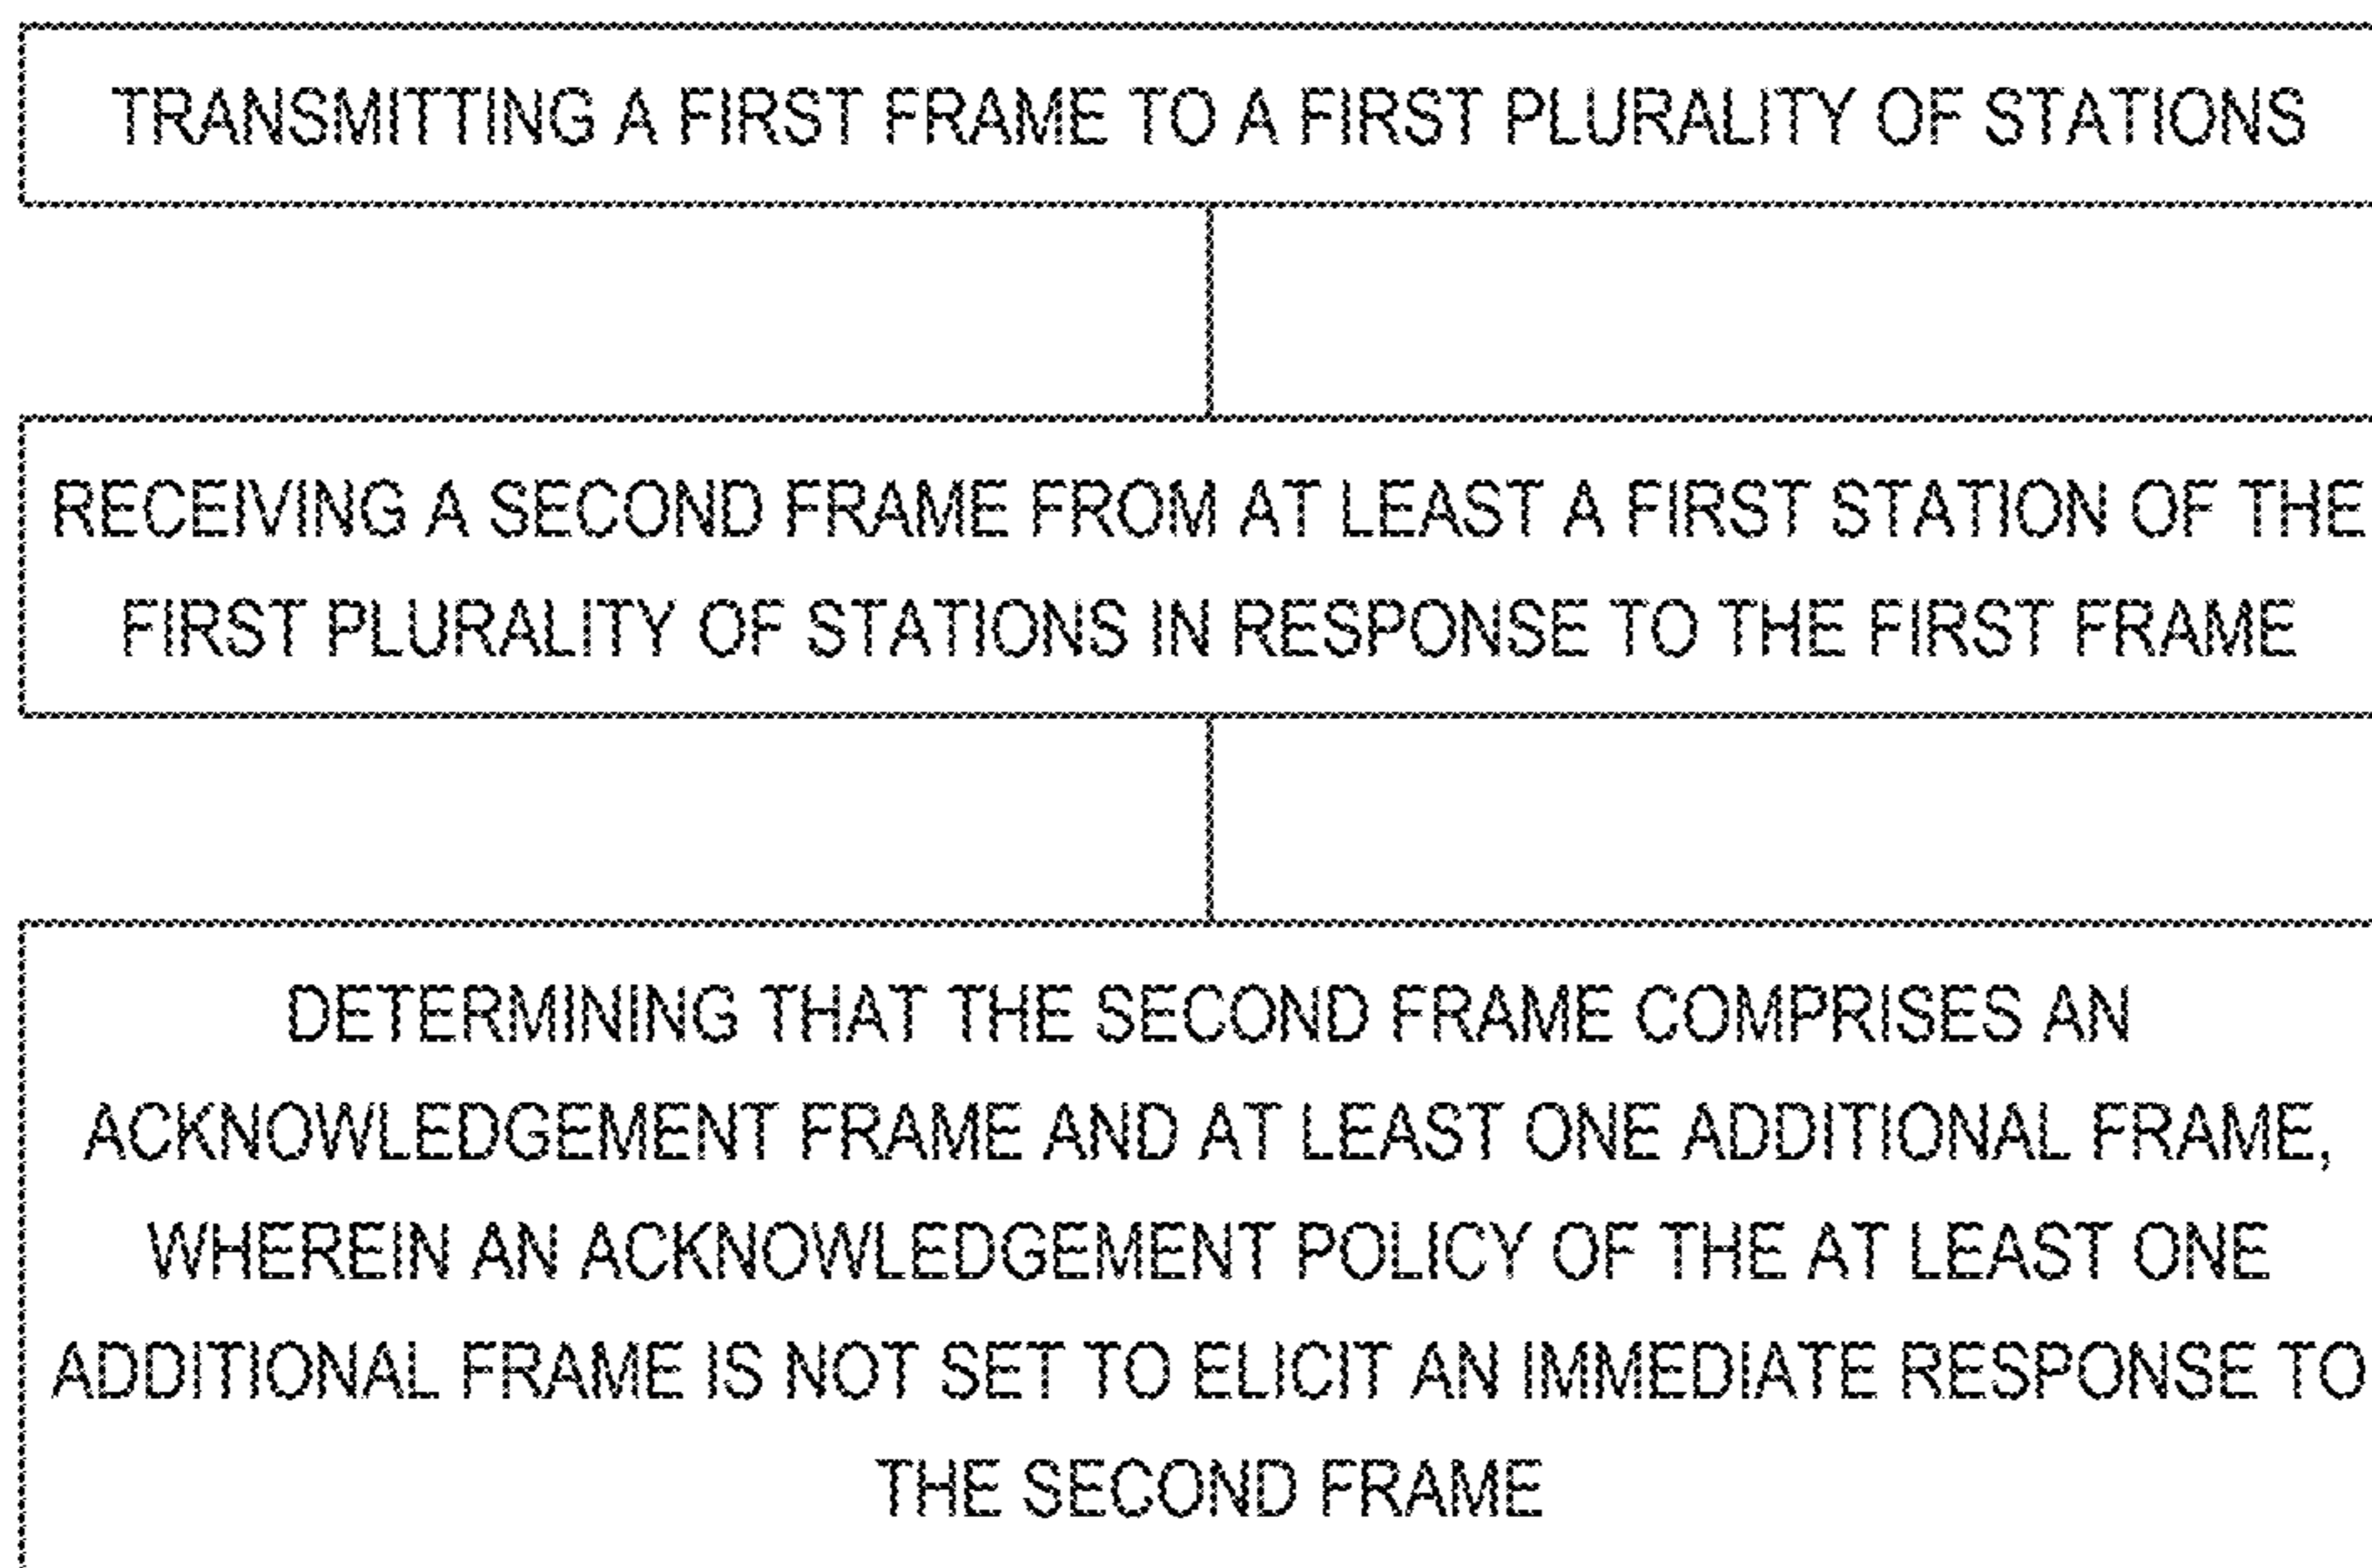 TRANSMITTING A FIRST FRAME TO A FIRST PLURALITY OF STATIONS
RECEIVING A SECOND FRAME FROM AT LEAST A FIRST STATION OF THE
FIRST PLURALITY OF STATIONS IN RESPONSE TO THE FIRST FRAME
DETERMINING THAT THE SECOND FRAME COMPRISES AN
ACKNOWLEDGEMENT FRAME AND AT LEAST ONE ADDITIONAL FRAME,
WHEREIN AN ACKNOWLEDGEMENT POLICY OF THE AT LEAST ONE
ADDITIONAL FRAME IS NOT SET TO ELICIT AN IMMEDIATE RESPONSE TO
THE SECOND FRAME